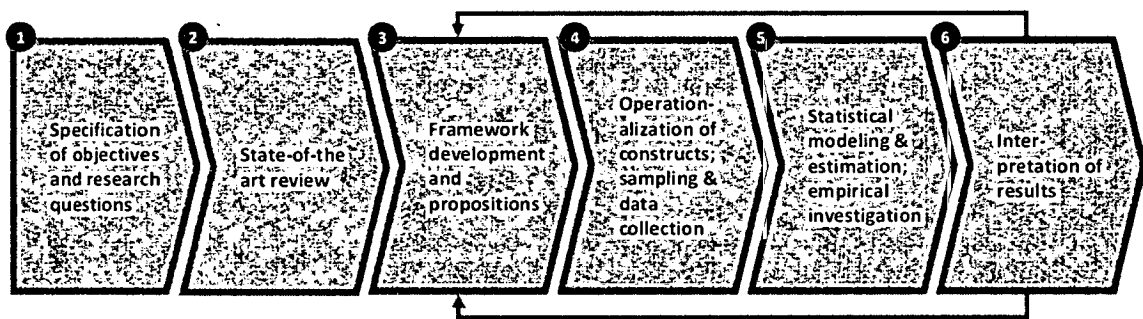 1
Specification
of objectives
and research
questions
2
State-of-the
art review
3
Framework
development
and
propositions
4
Operation-
alization of
constructs;
sampling &
data
collection
5
Statistical
modeling &
estimation;
empirical
investigation
6
Inter-
pretation of
results